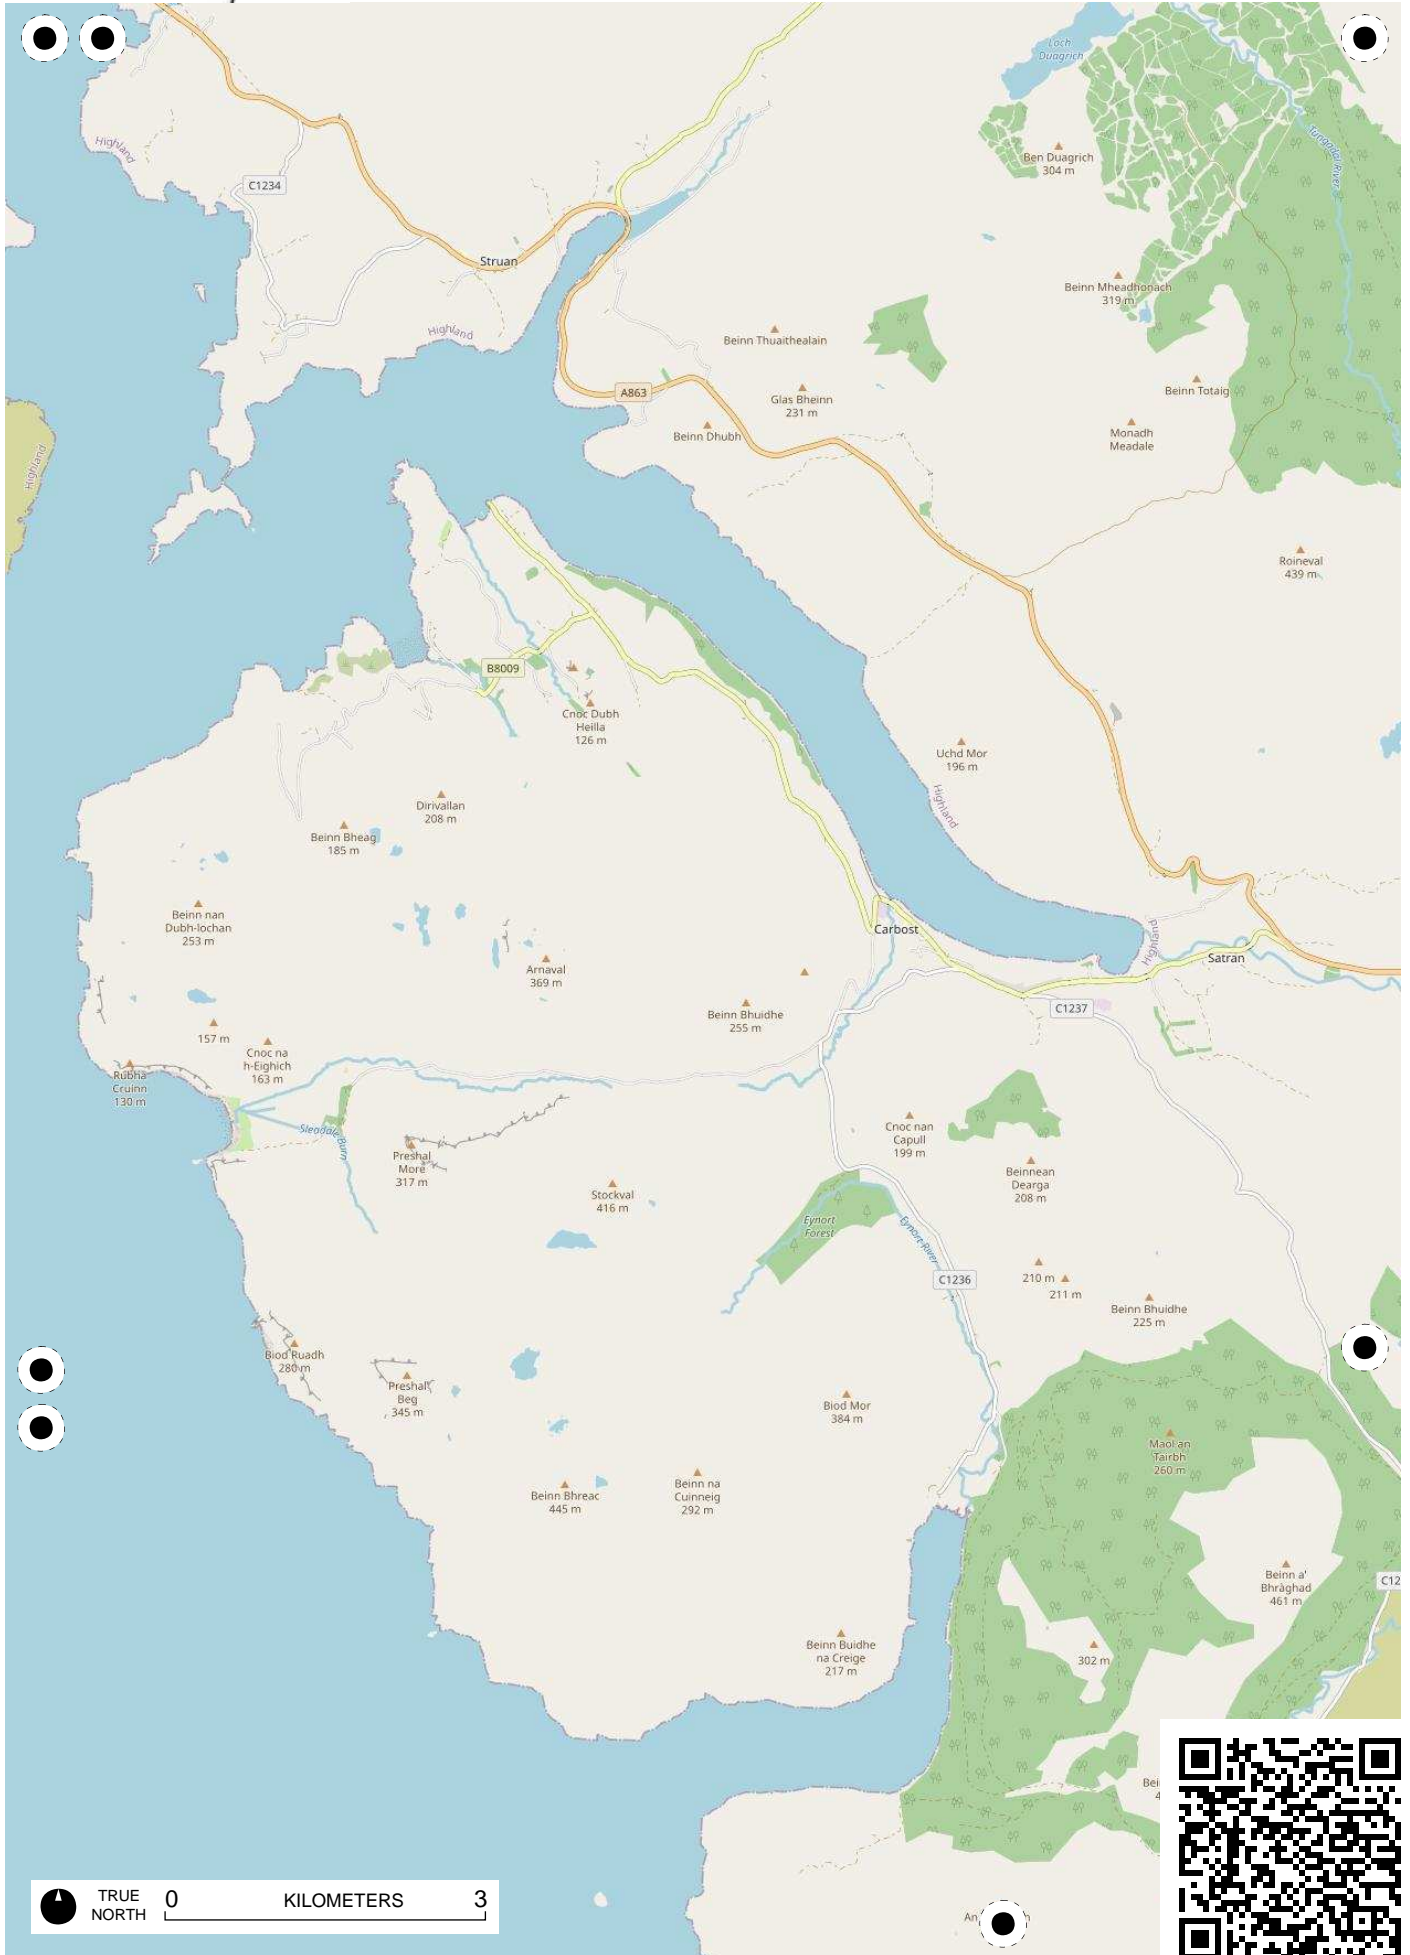 Loch
Duagrich
Tungadal River
Highland
Ben Duagrich
304 m
C1234
Struan
Beinn Mheadhonach
319 m
Highland
Beinn Thuaithealain
Beinn Totaig
A863
Glas Bheinn
231 m
Beinn Dhubh
Monadh
Meadale
Highland
Roineval
439 m
B8009
Cnoc Dubh
Heilla
126 m
Uchd Mor
196 m
Highland
Dirivallan
208 m
Beinn Bheag
185 m
Beinn nan
Dubh-lochan
253 m
Carbost
Highland
Satran
Arnaval
369 m
C1237
Beinn Bhuidhe
255 m
157 m
Cnoc na
h-Eighich
163 m
Rubha
Cruinn
130 m
Sleadale Burn
Cnoc nan
Capull
199 m
Preshal
More
317 m
Beinnean
Dearga
208 m
Stockval
416 m
Eynort
Forest
Eynort River
C1236
210 m
211 m
Beinn Bhuidhe
225 m
Biod Ruadh
280 m
Preshal
Beg
345 m
Biod Mor
384 m
Maol an
Tairbh
260 m
Beinn Bhreac
445 m
Beinn na
Cuinneig
292 m
Beinn a'
Bhràghad
461 m
C12
Beinn Buidhe
na Creige
217 m
302 m
Bei
4
TRUE
NORTH
0 KILOMETERS 3
An